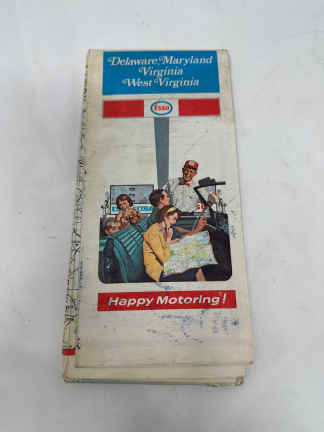 Delaware, Maryland
Virginia
West Virginia
Esso
Happy Motoring!